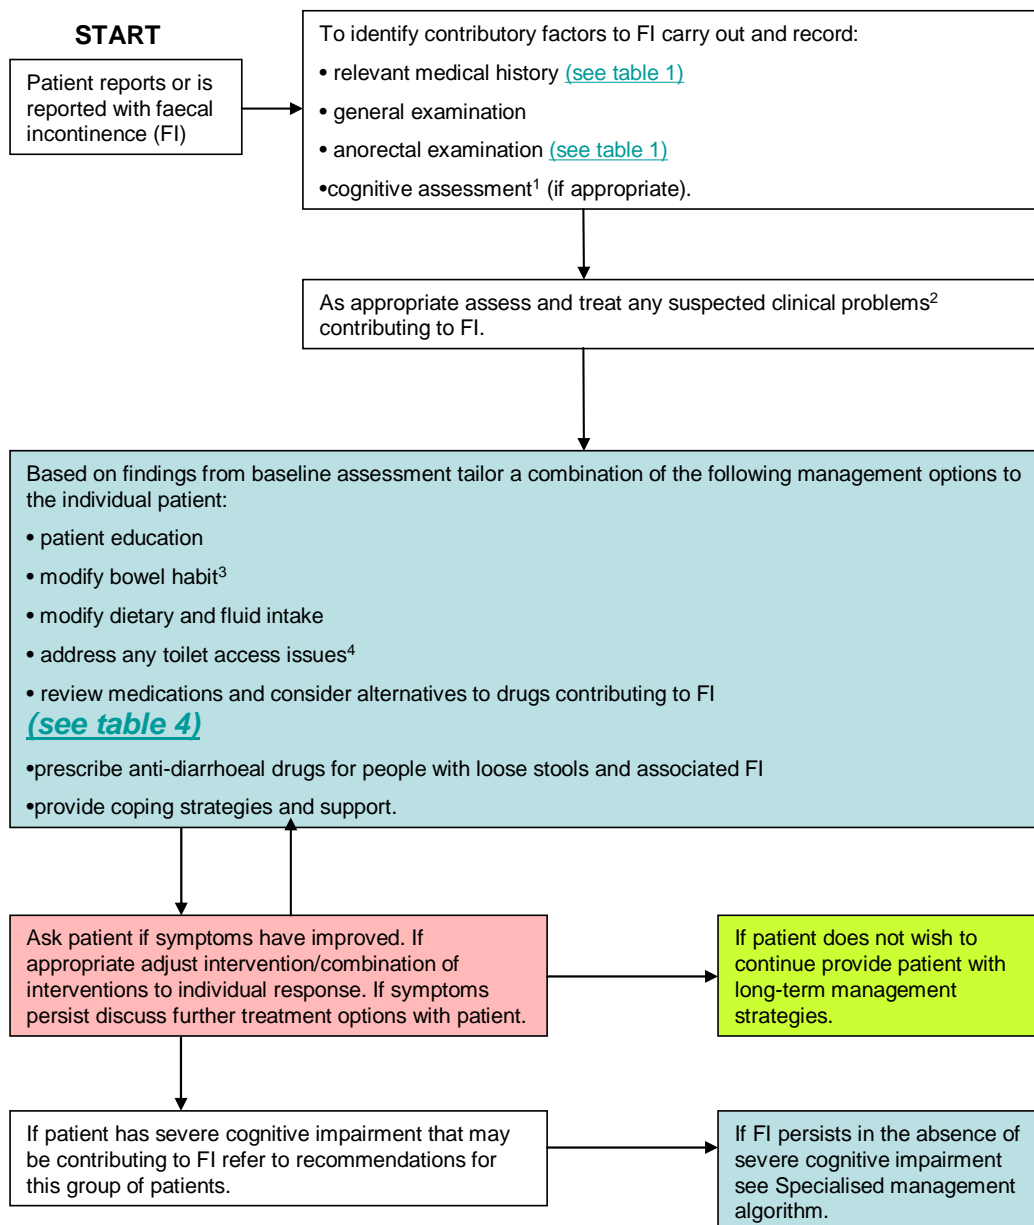 START
Patient reports or is
reported with faecal
incontinence (FI)
To identify contributory factors to FI carry out and record:
• relevant medical history (see table 1)
• general examination
• anorectal examination (see table 1)
•cognitive assessment1 (if appropriate).
As appropriate assess and treat any suspected clinical problems2
contributing to FI.
Based on findings from baseline assessment tailor a combination of the following management options to
the individual patient:
• patient education
• modify bowel habit3
• modify dietary and fluid intake
• address any toilet access issues4
• review medications and consider alternatives to drugs contributing to FI
(see table 4)
•prescribe anti-diarrhoeal drugs for people with loose stools and associated FI
•provide coping strategies and support.
Ask patient if symptoms have improved. If
appropriate adjust intervention/combination of
interventions to individual response. If symptoms
persist discuss further treatment options with patient.
If patient does not wish to
continue provide patient with
long-term management
strategies.
If patient has severe cognitive impairment that may
be contributing to FI refer to recommendations for
this group of patients.
If FI persists in the absence of
severe cognitive impairment
see Specialised management
algorithm.